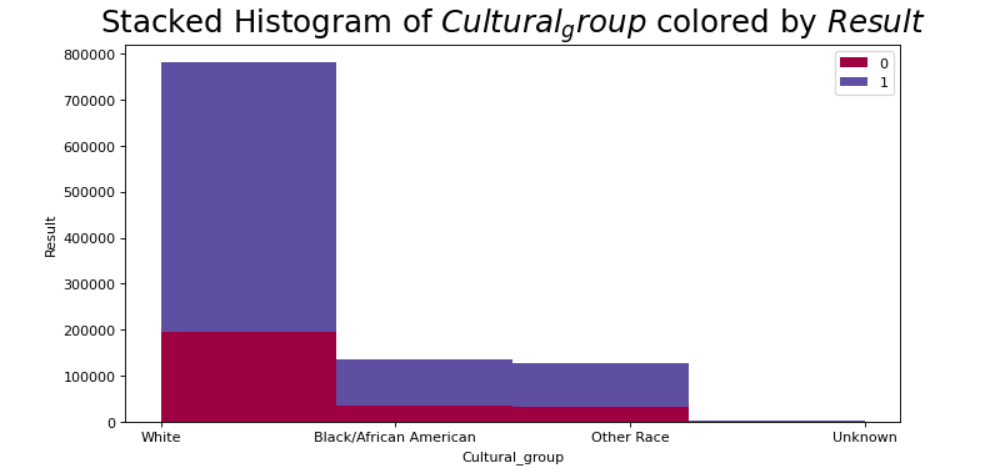 Stacked Histogram of Cultural_group colored by Result
0
1
800000
700000
600000
500000
400000
300000
200000
100000
0
Result
White Black/African American Other Race Unknown
Cultural_group